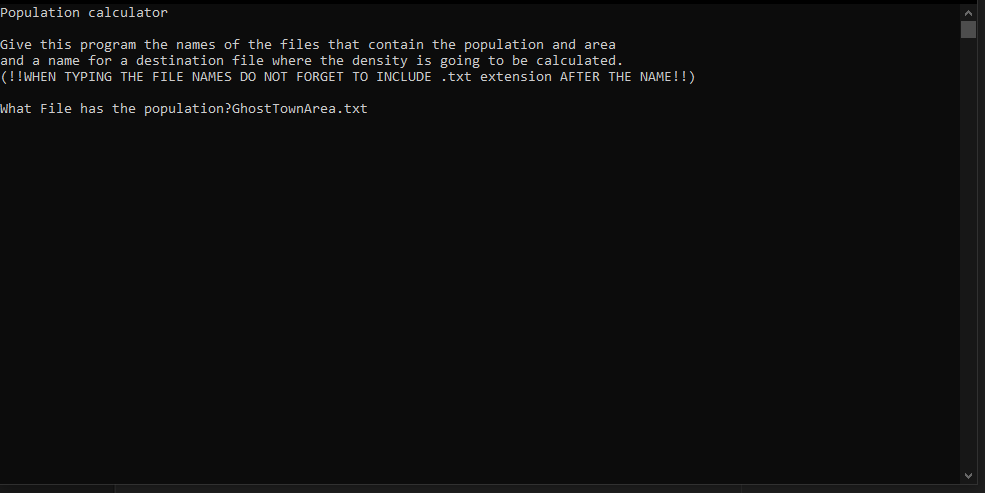 Population calculator
Give this program the names of the files that contain the population and area
and a name for a destination file where the density is going to be calculated.
(!!WHEN TYPING THE FILE NAMES DO NOT FORGET TO INCLUDE .txt extension AFTER THE NAME!!)
What File has the population?GhostTownArea.txt